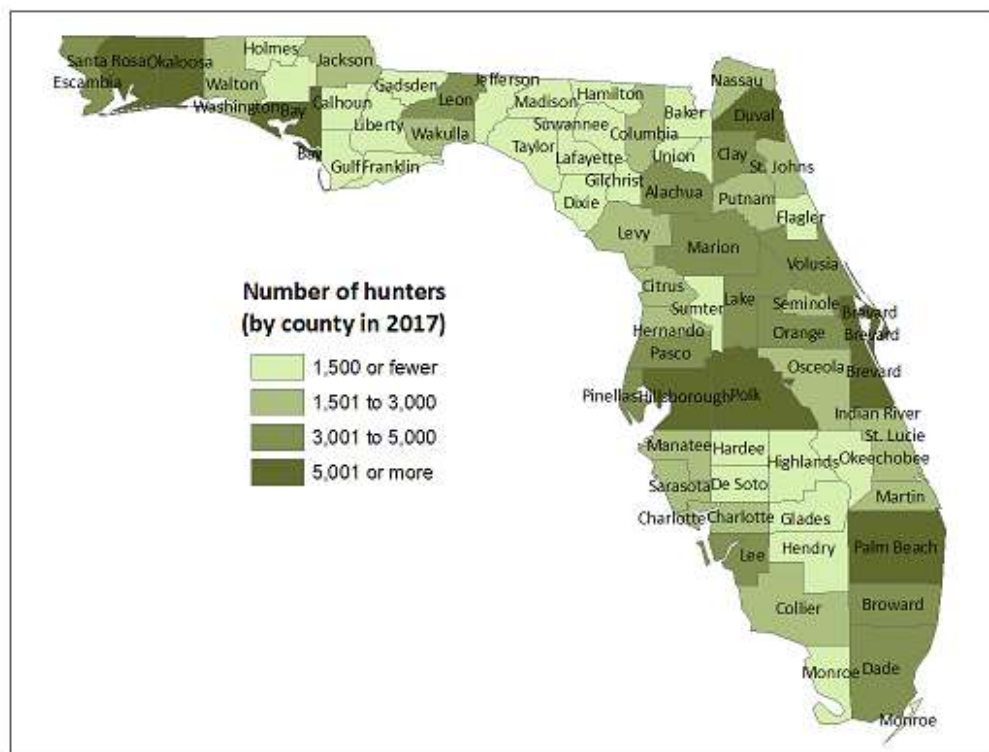 Holmes
Santa Rosa Okaloosa Jackson
Escambia Walton Gadsden Jefferson Nassau
Madison Hamilton
Washington Bay Calhoun Leon Baker Duval
Liberty Suwannee Columbia
Wakulla
Bay Taylor Lafayette Union Clay St. Johns
Gulf Franklin
Gilchrist Alachua
Dixie Putnam
Flagler
Levy
Marion
Volusia
Citrus
Number of hunters
(by county in 2017)
Sumter Lake Seminole Brevard
Hernando Orange Brevard
1,500 or fewer
Pasco
Osceola Brevard
1,501 to 3,000
Pinellas Hillsborough Polk
Indian River
3,001 to 5,000
St. Lucie
Manatee Hardee Highlands Okeechobee
5,001 or more
Sarasota De Soto
Martin
Charlotte Charlotte Glades
Lee Hendry Palm Beach
Collier Broward
Monroe Dade
Monroe